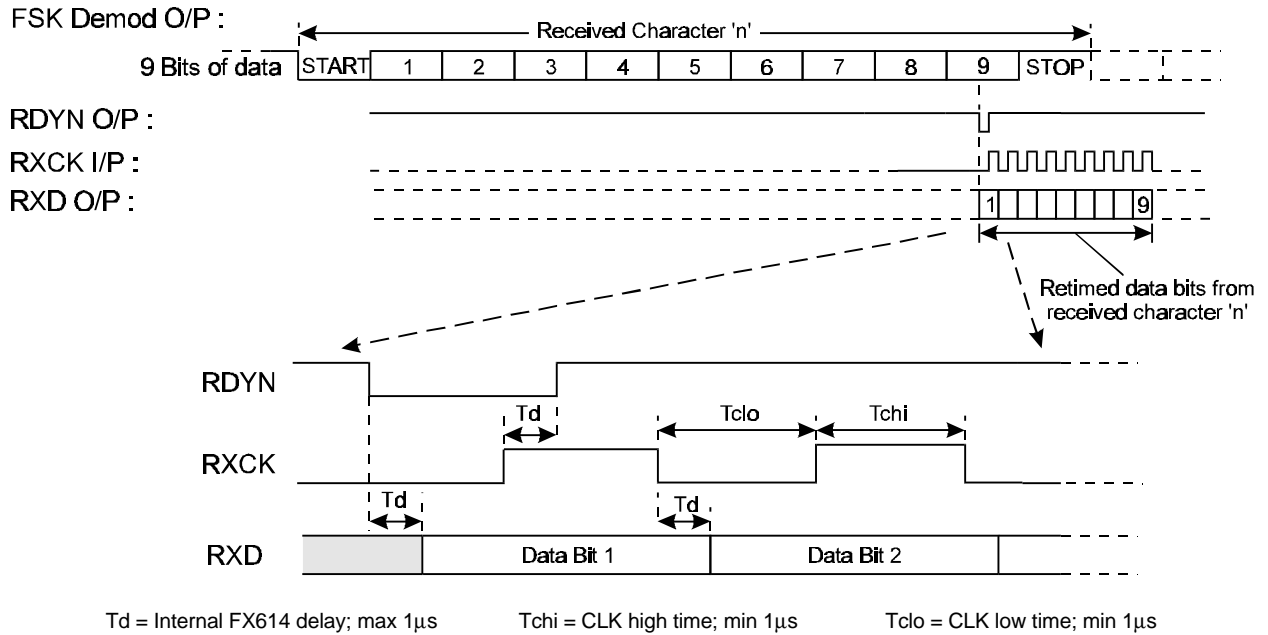 FSK Demod O/P :
Received Character 'n'
9 Bits of data START 1 2 3 4 5 6 7 8 9 STOP
RDYN O/P :
RXCK I/P :
RXD O/P :
1 9
Retimed data bits from
received character 'n'
RDYN
Td Tclo Tchi
RXCK
Td Td
RXD Data Bit 1 Data Bit 2
Td = Internal FX614 delay; max 1μs Tchi = CLK high time; min 1μs Tclo = CLK low time; min 1μs